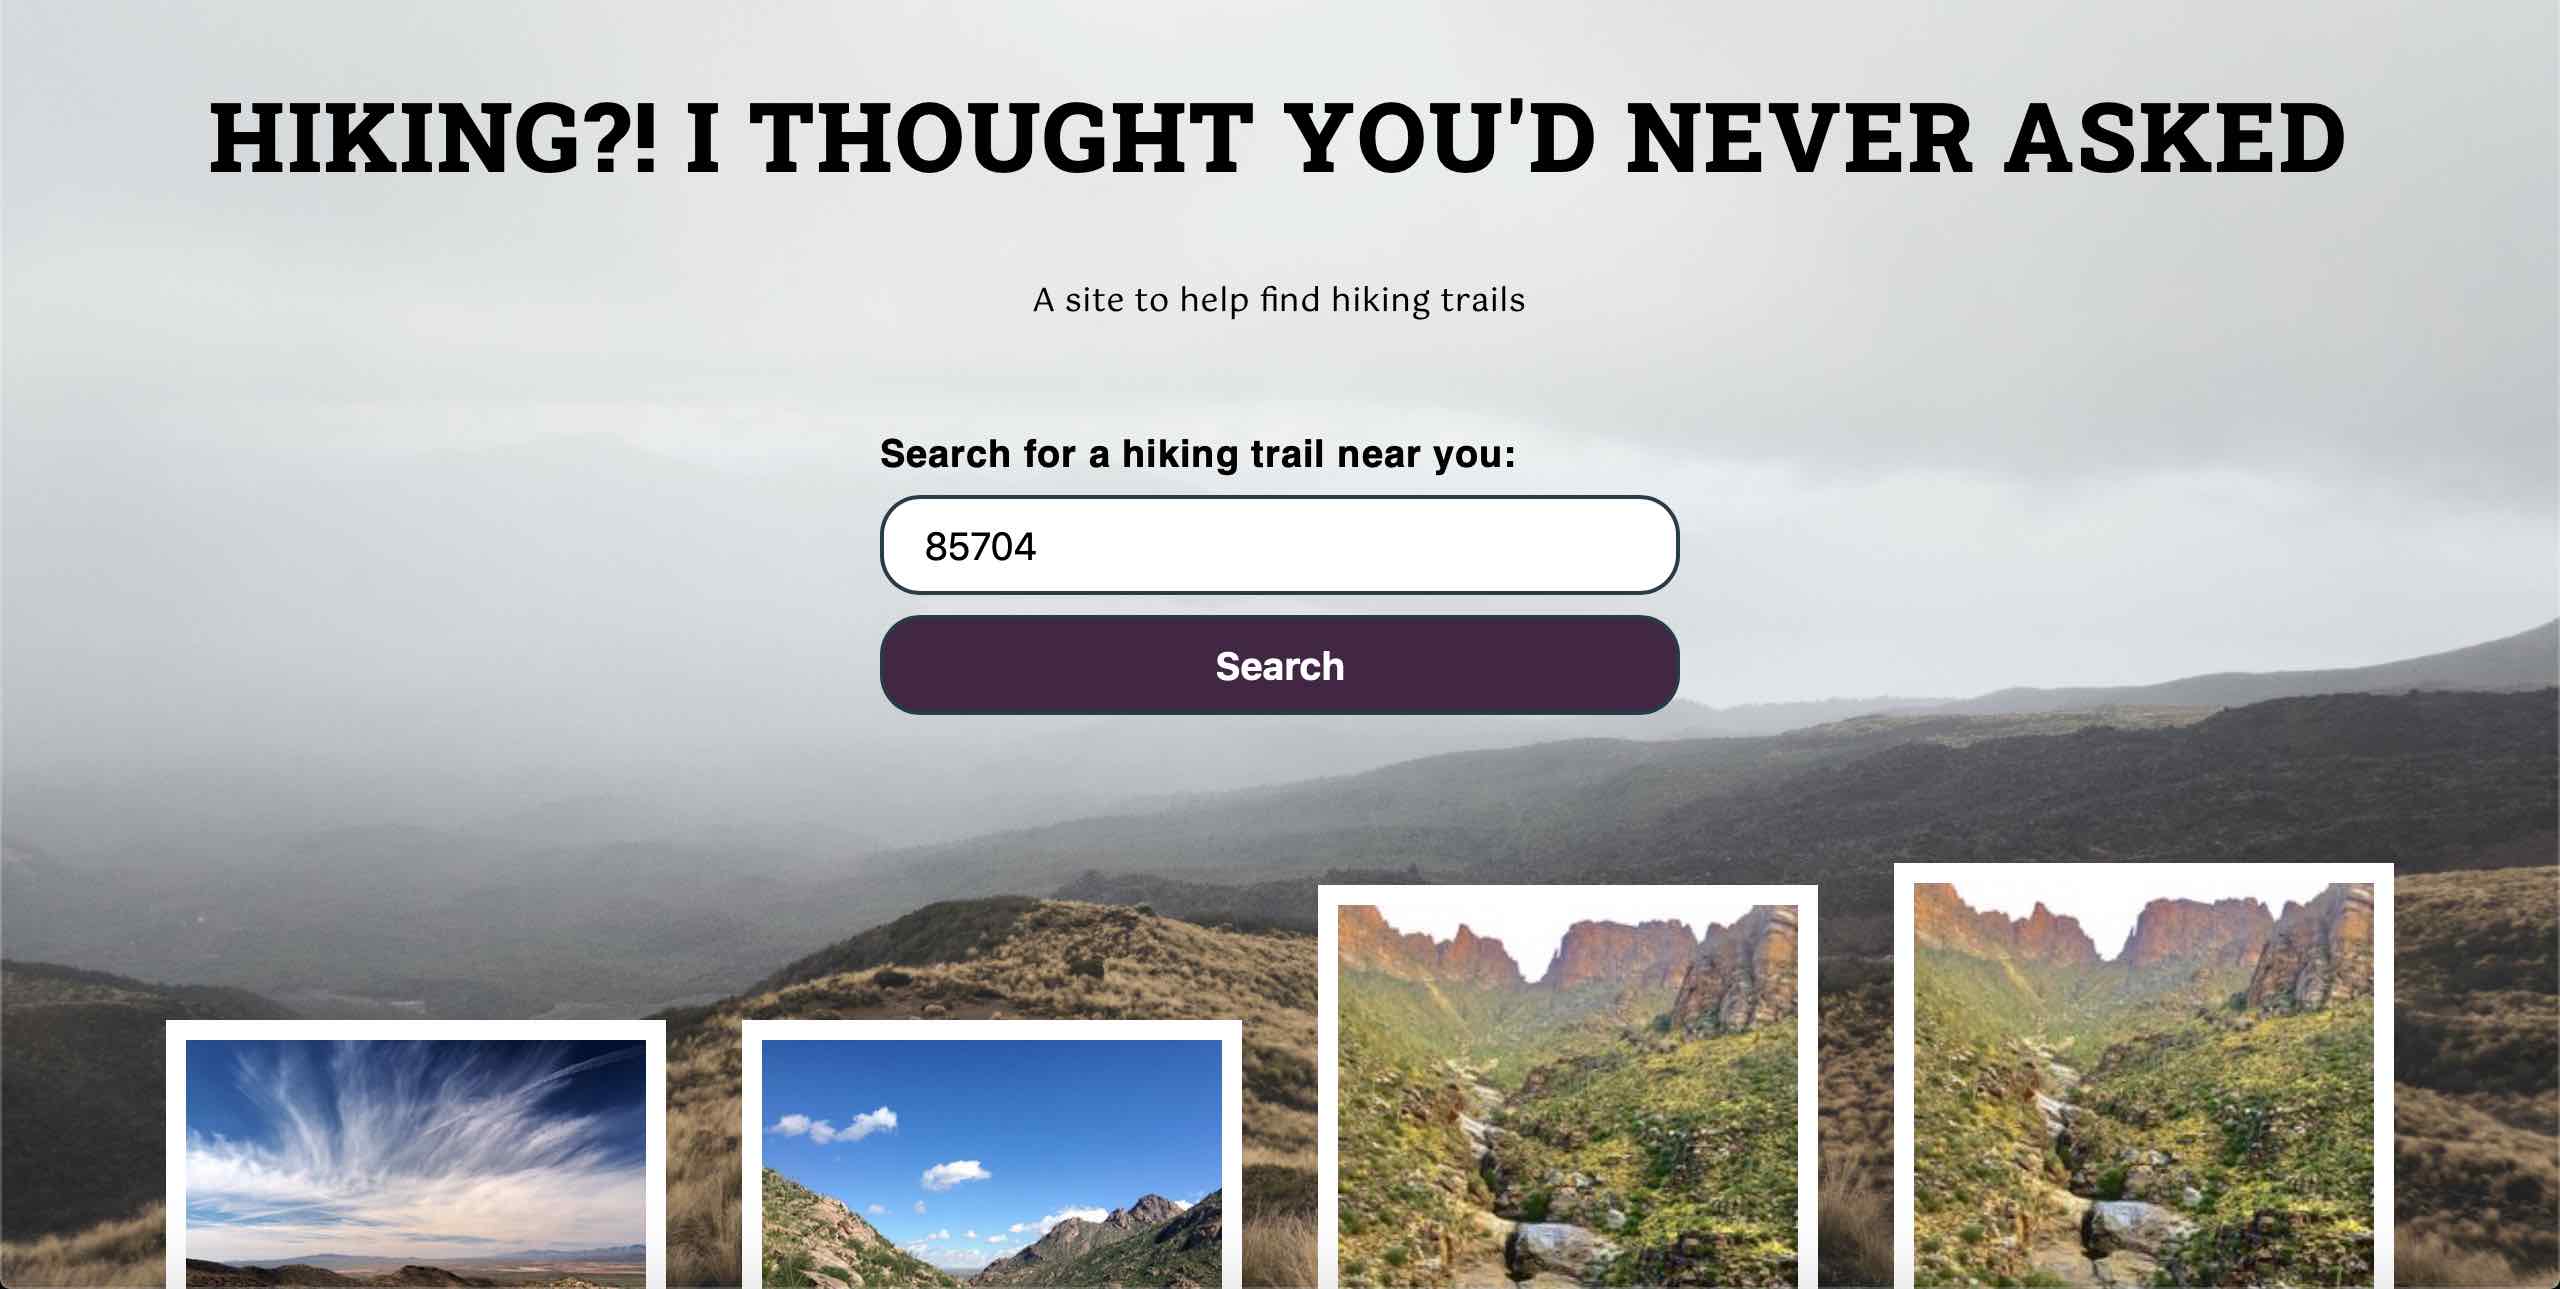 HIKING?! I THOUGHT YOU'D NEVER ASKED
A site to help find hiking trails
Search for a hiking trail near you:
85704
Search